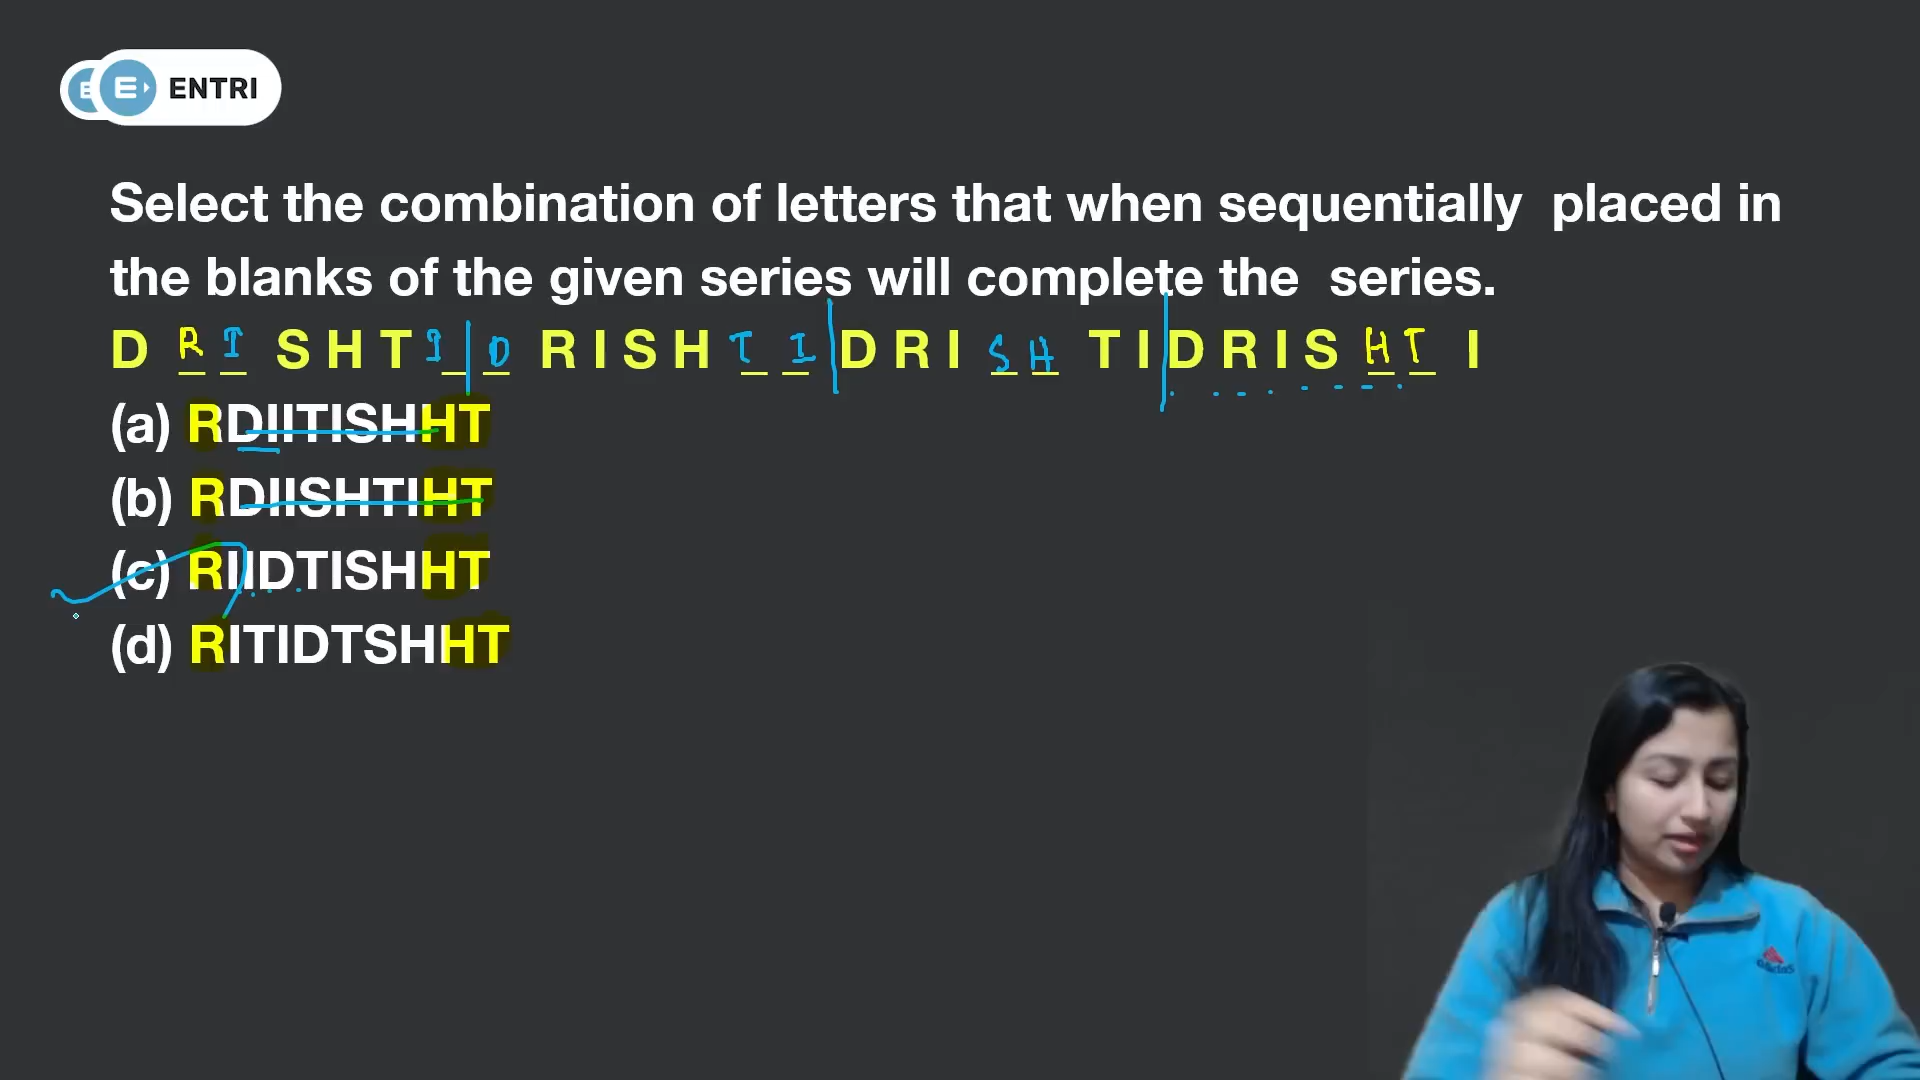 E E ENTRI
Select the combination of letters that when sequentially placed in
the blanks of the given series will complete the series.
D R I S H T I D R I S H T I D R I S H T I D R I S H T I
(a) RDIITISHHT
(b) RDIISHTIHT
(c) RIIDTISHHT
(d) RITIDTSHHT
adidas